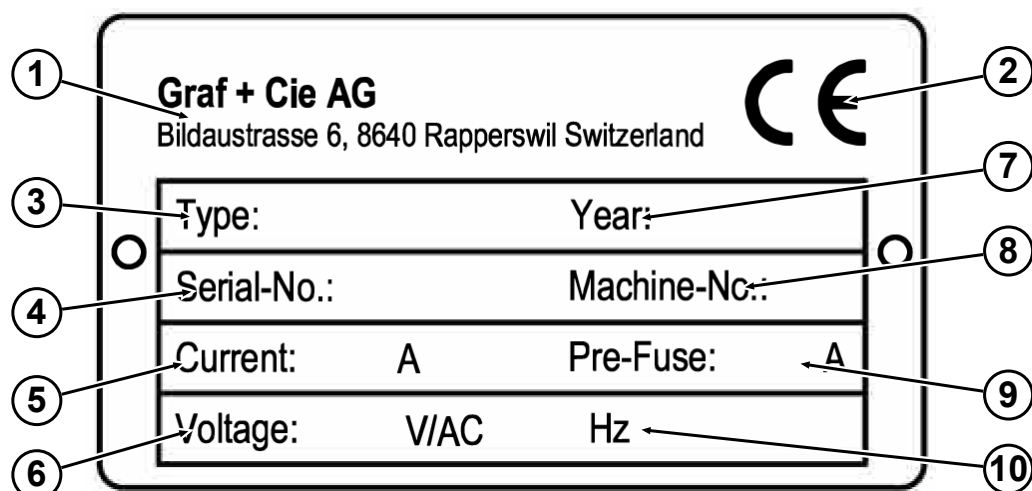 1 Graf + Cie AG CE 2
Bildaustrasse 6, 8640 Rapperswil Switzerland
3 Type: Year: 7
4 Serial-No.: Machine-No.: 8
5 Current: A Pre-Fuse: A 9
6 Voltage: V/AC Hz 10